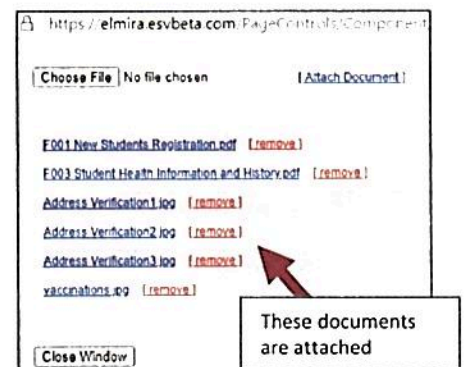 https://elmira.esvbeta.com/PageControls/Component
Choose File No file chosen [ Attach Document ]
F001 New Students Registration.pdf [ remove ]
F003 Student Health Information and History.pdf [ remove ]
Address Verification1.jpg [ remove ]
Address Verification2.jpg [ remove ]
Address Verification3.jpg [ remove ]
vaccinations.jpg [ remove ]
These documents
are attached
Close Window